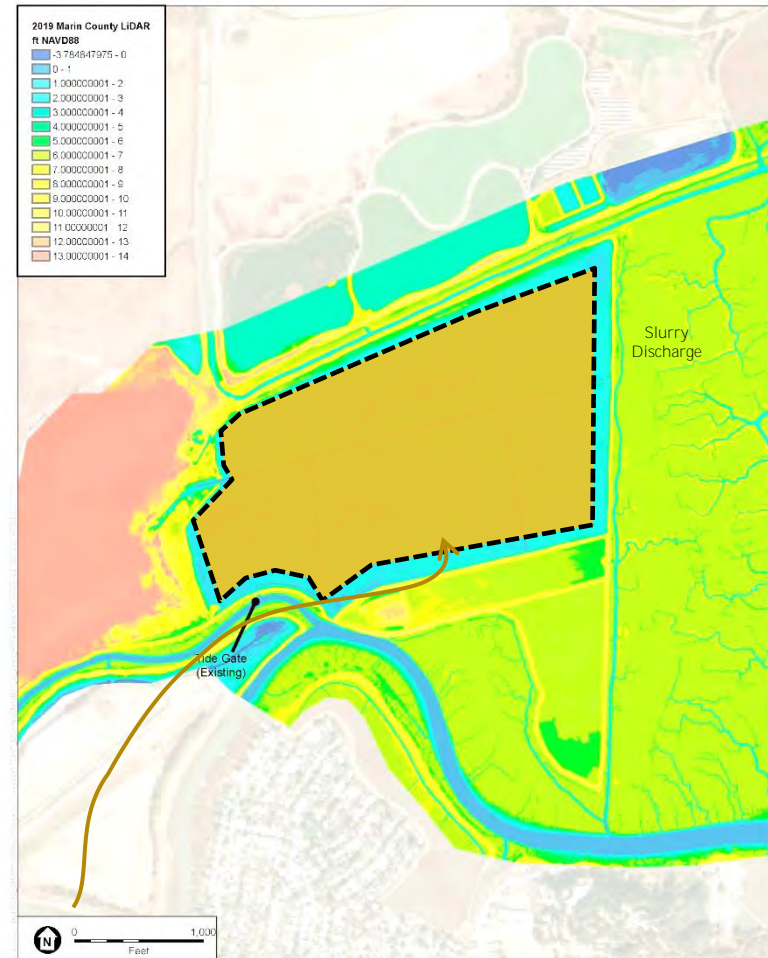 2019 Marin County LiDAR
ft NAVD88
-3.784847975 - 0
0 - 1
1.000000001 - 2
2.000000001 - 3
3.000000001 - 4
4.000000001 - 5
5.000000001 - 6
6.000000001 - 7
7.000000001 - 8
8.000000001 - 9
9.000000001 - 10
10.00000001 - 11
11.00000001 12
12.00000001 - 13
13.00000001 - 14
Slurry
Discharge
Tide Gate
(Existing)
N
0 1,000
Feet